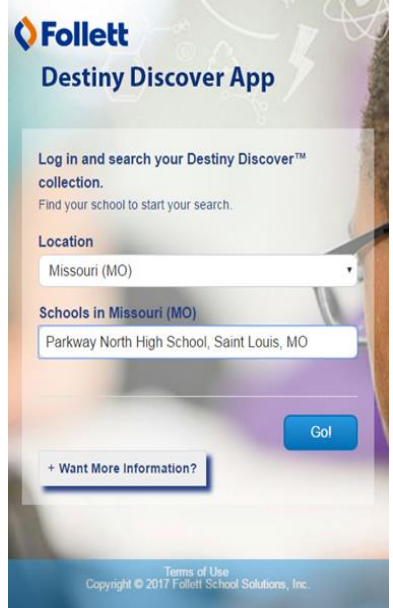 Follett
Destiny Discover App
Log in and search your Destiny Discover™
collection.
Find your school to start your search.
Location
Missouri (MO)
Schools in Missouri (MO)
Parkway North High School, Saint Louis, MO
Go!
+ Want More Information?
Terms of Use
Copyright © 2017 Follett School Solutions, Inc.